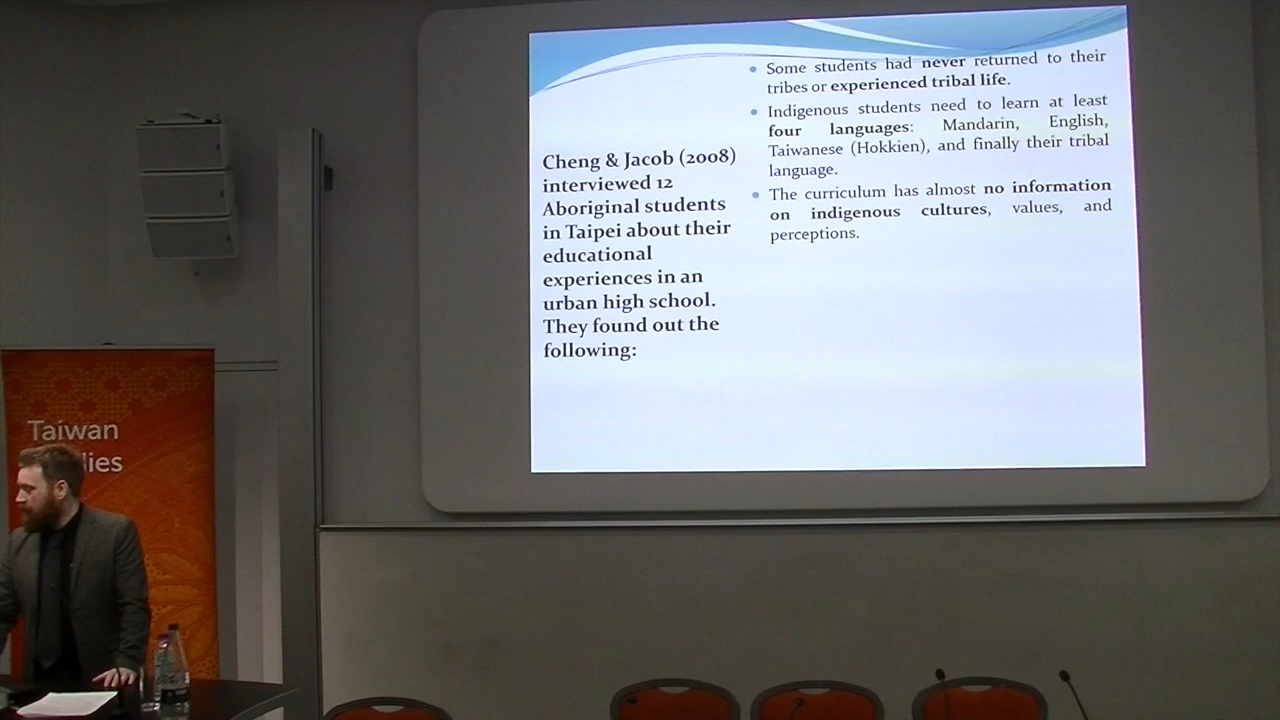 Cheng & Jacob (2008)
interviewed 12
Aboriginal students
in Taipei about their
educational
experiences in an
urban high school.
They found out the
following:
• Some students had never returned to their
tribes or experienced tribal life.
• Indigenous students need to learn at least
four languages: Mandarin, English,
Taiwanese (Hokkien), and finally their tribal
language.
• The curriculum has almost no information
on indigenous cultures, values, and
perceptions.
Taiwan